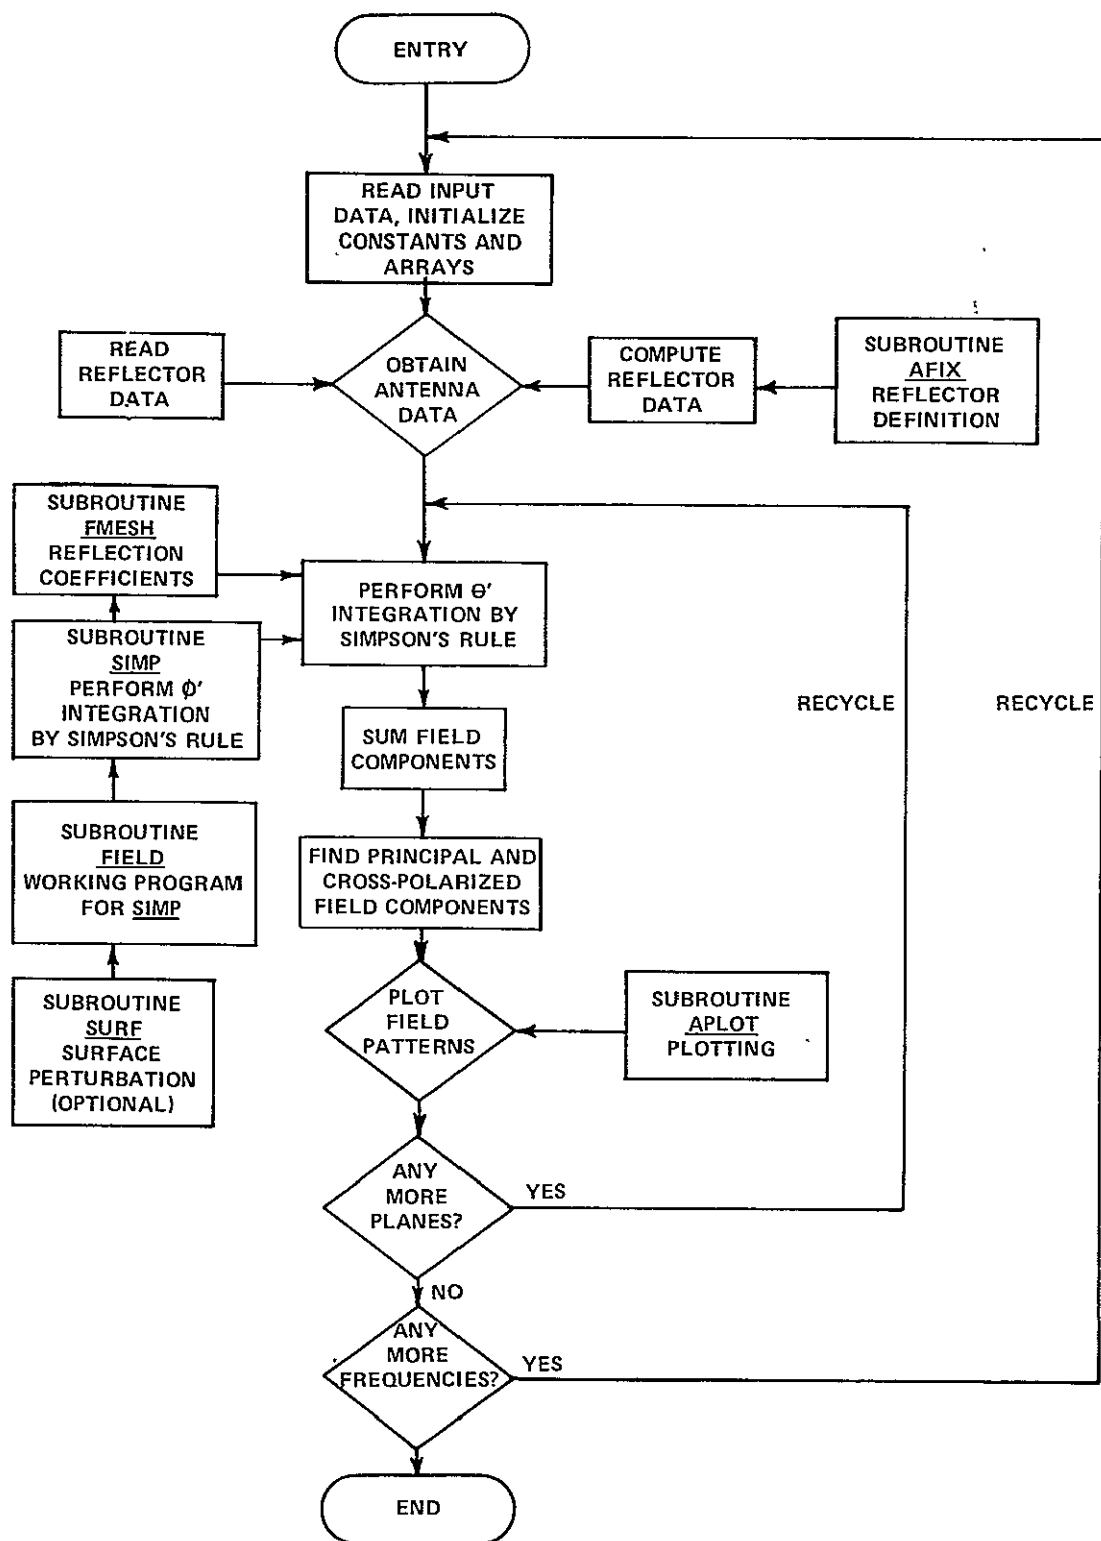 ENTRY
READ INPUT
DATA, INITIALIZE
CONSTANTS AND
ARRAYS
READ
REFLECTOR
DATA
OBTAIN
ANTENNA
DATA
COMPUTE
REFLECTOR
DATA
SUBROUTINE
AFIX
REFLECTOR
DEFINITION
SUBROUTINE
FMESH
REFLECTION
COEFFICIENTS
PERFORM Θ′
INTEGRATION BY
SIMPSON'S RULE
SUBROUTINE
SIMP
PERFORM ϕ′
INTEGRATION
BY SIMPSON'S RULE
RECYCLE
RECYCLE
SUM FIELD
COMPONENTS
SUBROUTINE
FIELD
WORKING PROGRAM
FOR SIMP
FIND PRINCIPAL AND
CROSS-POLARIZED
FIELD COMPONENTS
SUBROUTINE
SURF
SURFACE
PERTURBATION
(OPTIONAL)
PLOT
FIELD
PATTERNS
SUBROUTINE
APLOT
PLOTTING
ANY
MORE
PLANES?
YES
NO
ANY
MORE
FREQUENCIES?
YES
END